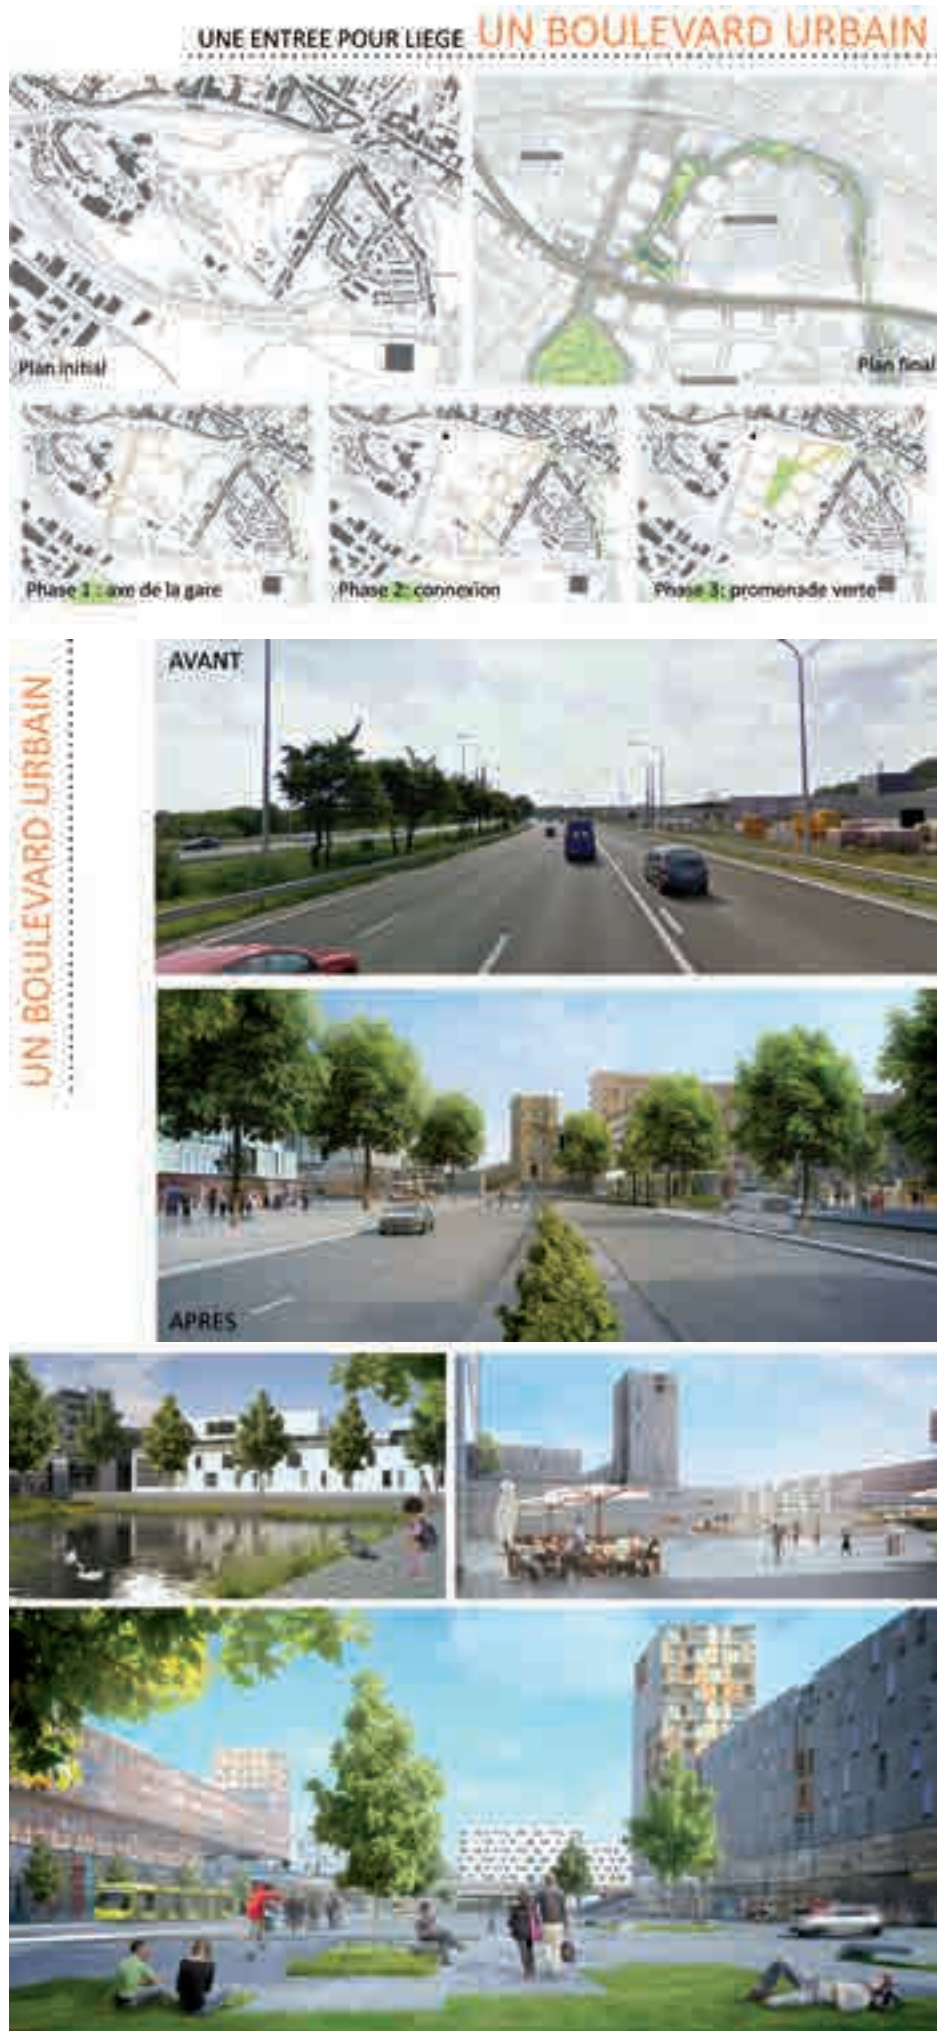 UNE ENTREE POUR LIEGE UN BOULEVARD URBAIN
Plan initial
Plan final
Phase 1 : axe de la gare
Phase 2: connexion
Phase 3: promenade verte
UN BOULEVARD URBAIN
AVANT
APRES